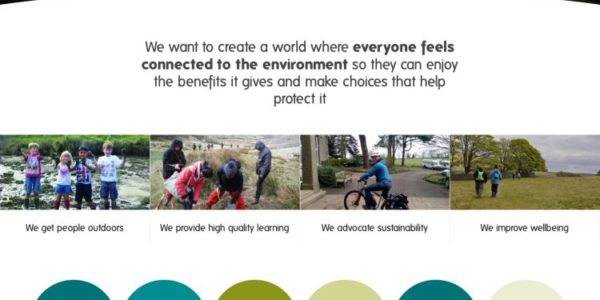 We want to create a world where everyone feels
connected to the environment so they can enjoy
the benefits it gives and make choices that help
protect it
We get people outdoors
We provide high quality learning
We advocate sustainability
We improve wellbeing